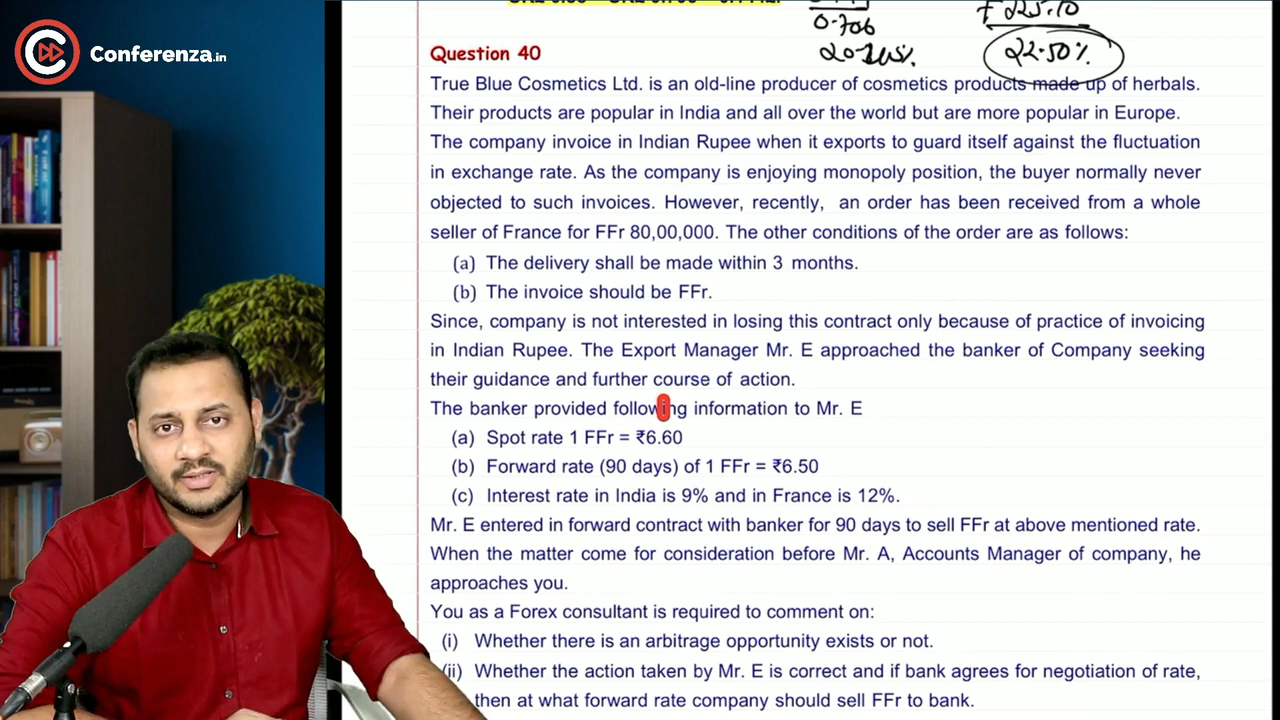 Conferenza.in
0.706
22.50%
Question 40
True Blue Cosmetics Ltd. is an old-line producer of cosmetics products made up of herbals.
Their products are popular in India and all over the world but are more popular in Europe.
The company invoice in Indian Rupee when it exports to guard itself against the fluctuation
in exchange rate. As the company is enjoying monopoly position, the buyer normally never
objected to such invoices. However, recently, an order has been received from a whole
seller of France for FFr 80,00,000. The other conditions of the order are as follows:
(a) The delivery shall be made within 3 months.
(b) The invoice should be FFr.
Since, company is not interested in losing this contract only because of practice of invoicing
in Indian Rupee. The Export Manager Mr. E approached the banker of Company seeking
their guidance and further course of action.
The banker provided following information to Mr. E
(a) Spot rate 1 FFr = ₹6.60
(b) Forward rate (90 days) of 1 FFr = ₹6.50
(c) Interest rate in India is 9% and in France is 12%.
Mr. E entered in forward contract with banker for 90 days to sell FFr at above mentioned rate.
When the matter come for consideration before Mr. A, Accounts Manager of company, he
approaches you.
You as a Forex consultant is required to comment on:
(i) Whether there is an arbitrage opportunity exists or not.
(ii) Whether the action taken by Mr. E is correct and if bank agrees for negotiation of rate,
then at what forward rate company should sell FFr to bank.